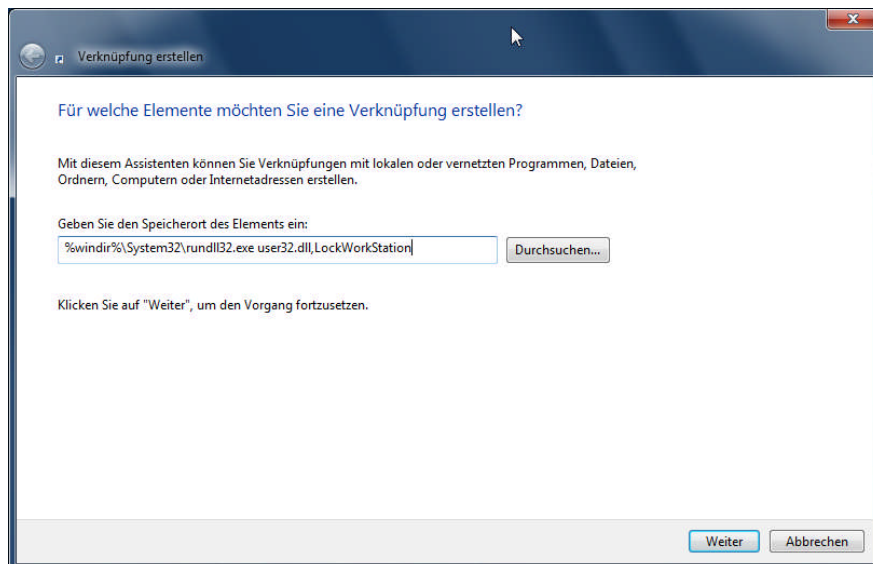 Verknüpfung erstellen
Für welche Elemente möchten Sie eine Verknüpfung erstellen?
Mit diesem Assistenten können Sie Verknüpfungen mit lokalen oder vernetzten Programmen, Dateien,
Ordnern, Computern oder Internetadressen erstellen.
Geben Sie den Speicherort des Elements ein:
%windir%\System32\rundll32.exe user32.dll,LockWorkStation
Durchsuchen...
Klicken Sie auf "Weiter", um den Vorgang fortzusetzen.
Weiter
Abbrechen